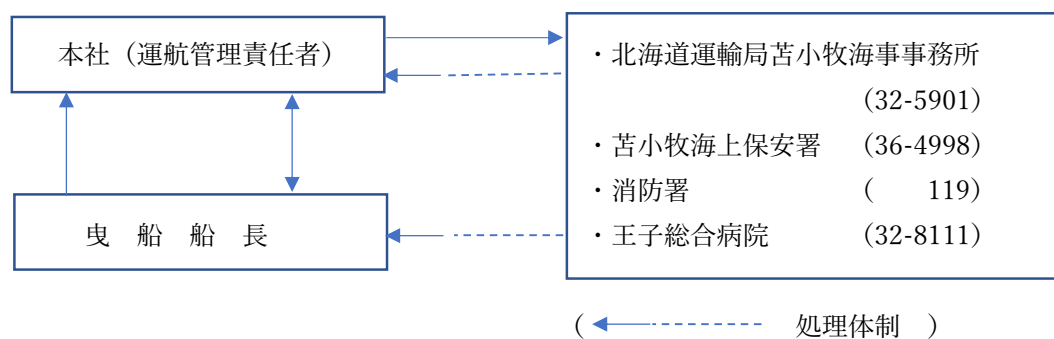 本社（運航管理責任者）
・北海道運輸局苫小牧海事事務所
（32-5901）
・苫小牧海上保安署　（36-4998）
・消防署　（　119）
・王子総合病院　（32-8111）
曳　船　船　長
（　処理体制　）